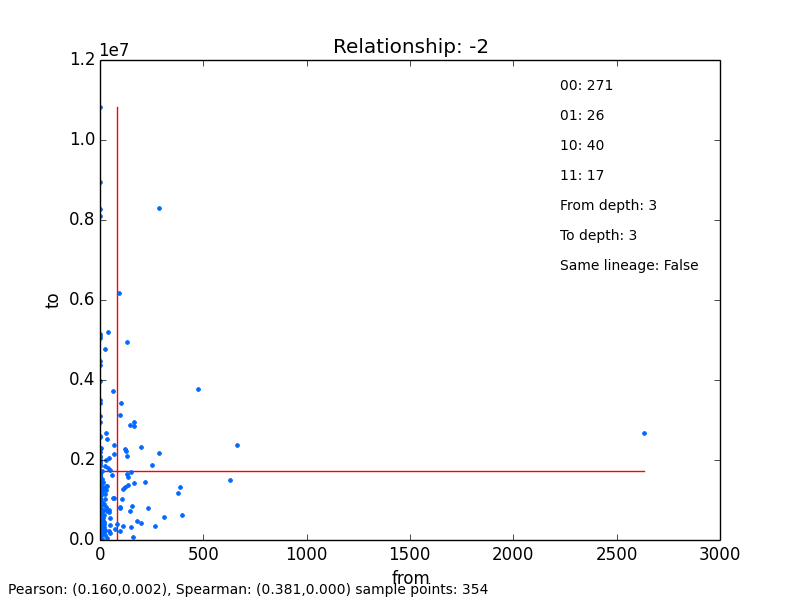 Relationship: -2
1e7
1.2
1.0
0.8
0.6
0.4
0.2
0.0
to
00: 271
01: 26
10: 40
11: 17
From depth: 3
To depth: 3
Same lineage: False
0 500 1000 1500 2000 2500 3000
from
Pearson: (0.160,0.002), Spearman: (0.381,0.000) sample points: 354